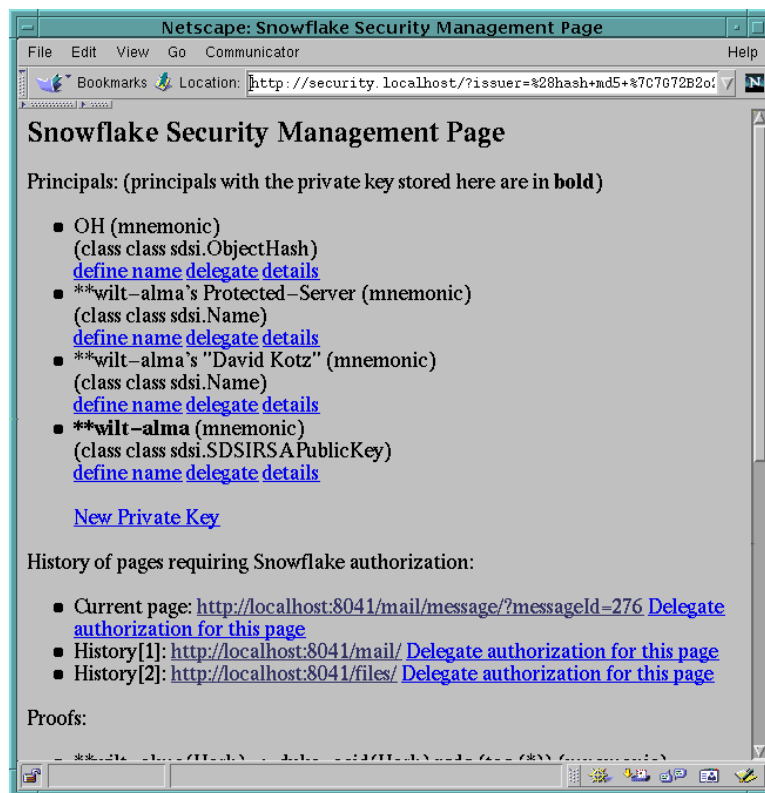 Netscape: Snowflake Security Management Page
File Edit View Go Communicator Help
Bookmarks Location: http://security.localhost/?issuer=%28hash+md5+%7C7G72B2o
N
Snowflake Security Management Page
Principals: (principals with the private key stored here are in bold)
OH (mnemonic)
(class class sdsi.ObjectHash)
define name delegate details
**wilt-alma's Protected-Server (mnemonic)
(class class sdsi.Name)
define name delegate details
**wilt-alma's "David Kotz" (mnemonic)
(class class sdsi.Name)
define name delegate details
**wilt-alma (mnemonic)
(class class sdsi.SDSIRSAPublicKey)
define name delegate details
New Private Key
History of pages requiring Snowflake authorization:
Current page: http://localhost:8041/mail/message/?messageId=276 Delegate
authorization for this page
History[1]: http://localhost:8041/mail/ Delegate authorization for this page
History[2]: http://localhost:8041/files/ Delegate authorization for this page
Proofs: